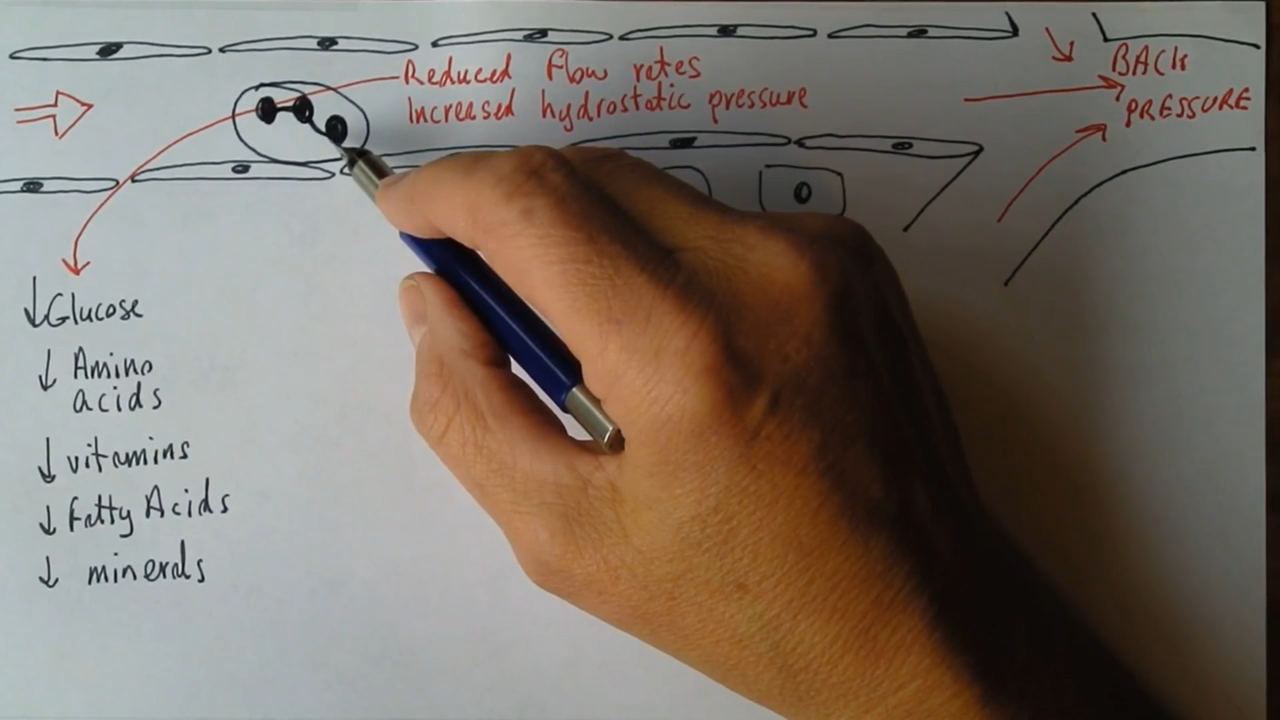 Reduced flow rates
Increased hydrostatic pressure
BACK
PRESSURE
↓Glucose
↓ Amino
acids
↓ vitamins
↓ Fatty Acids
↓ minerals